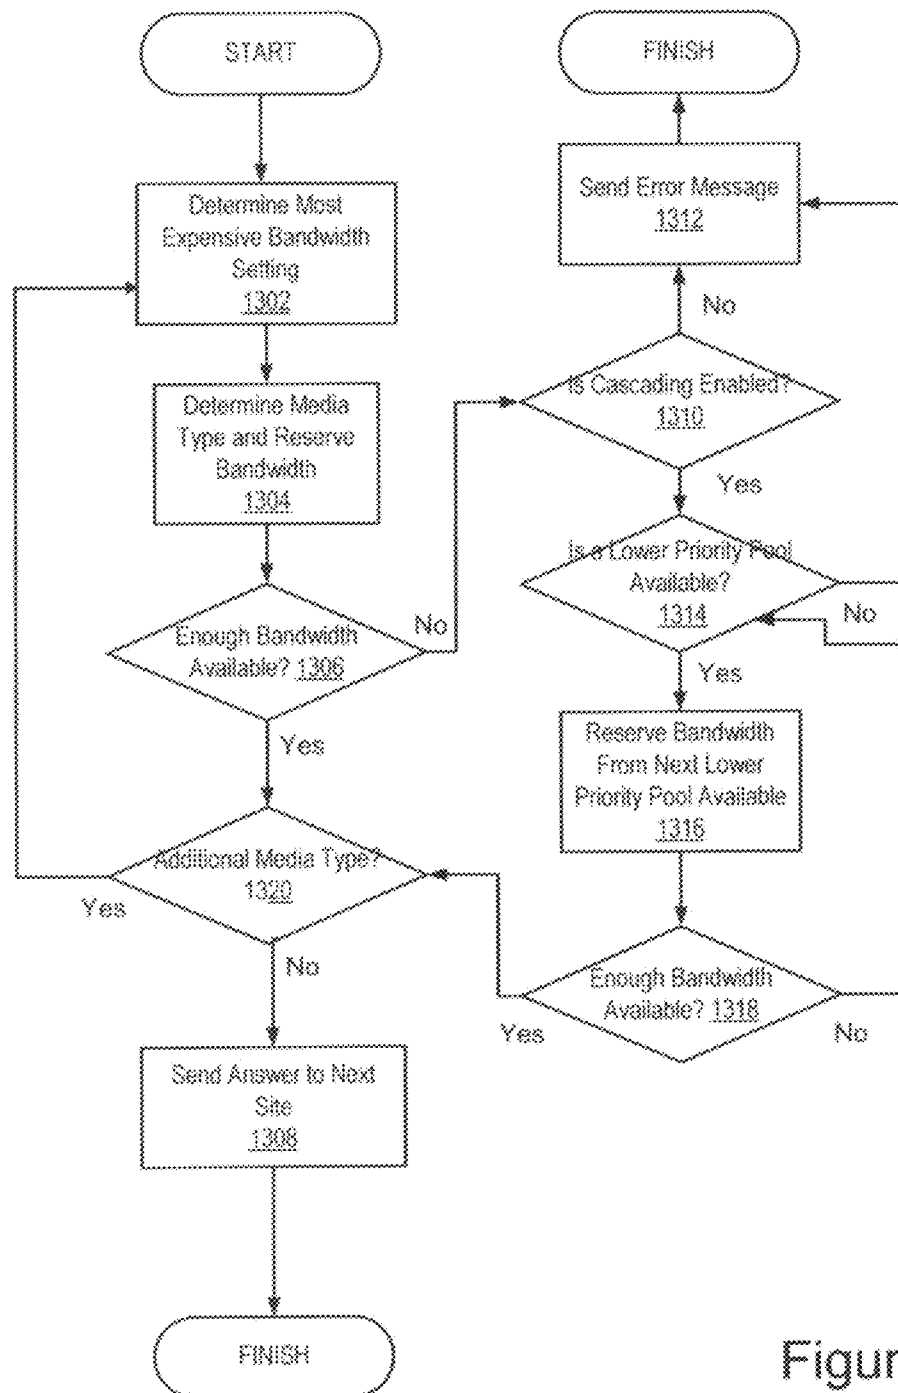 START
Determine Most
Expensive Bandwidth
Setting
1302
Determine Media
Type and Reserve
Bandwidth
1304
Enough Bandwidth
Available? 1306
No
Yes
Additional Media Type?
1320
Yes
No
Send Answer to Next
Site
1308
FINISH
FINISH
Send Error Message
1312
No
Is Cascading Enabled?
1310
Yes
Is a Lower Priority Pool
Available?
1314
No
Yes
Reserve Bandwidth
From Next Lower
Priority Pool Available
1316
Enough Bandwidth
Available? 1318
Yes
No
Figur